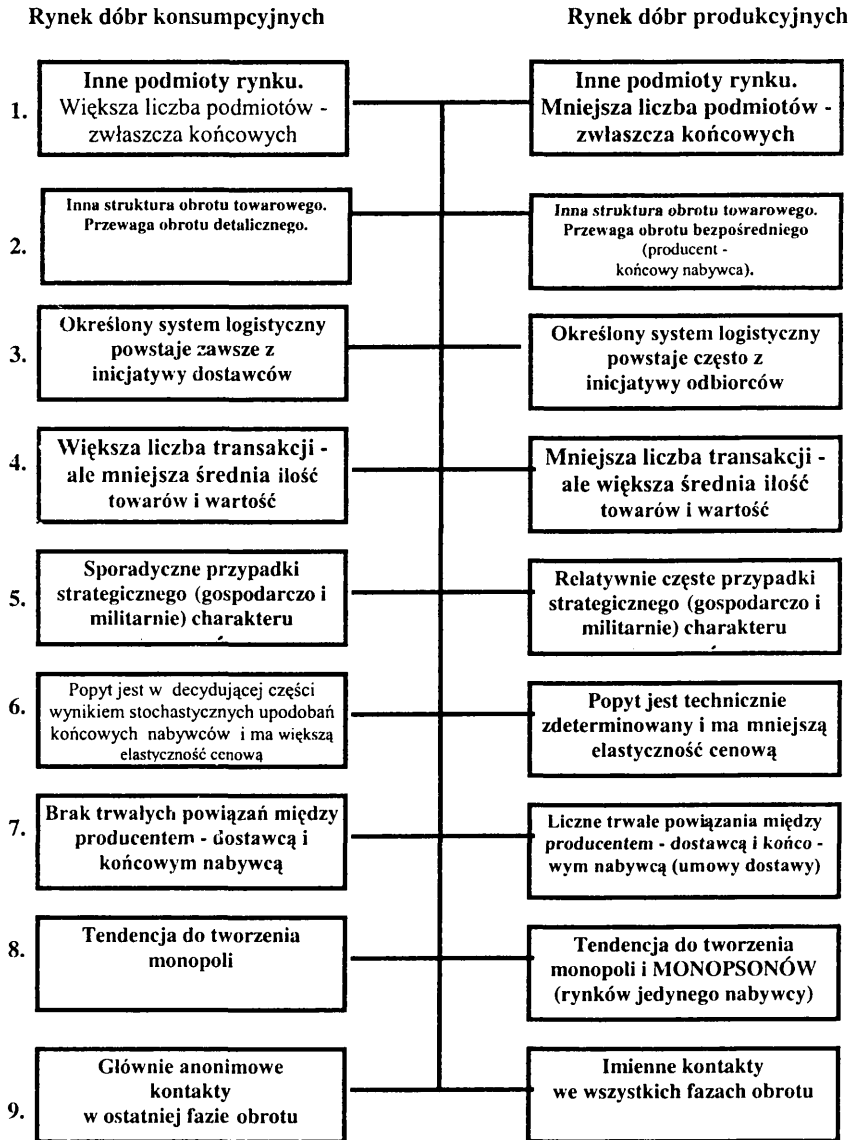 Rynek dóbr konsumpcyjnych
Rynek dóbr produkcyjnych
1.
Inne podmioty rynku.
Większa liczba podmiotów -
zwłaszcza końcowych
Inne podmioty rynku.
Mniejsza liczba podmiotów -
zwłaszcza końcowych
2.
Inna struktura obrotu towarowego.
Przewaga obrotu detalicznego.
Inna struktura obrotu towarowego.
Przewaga obrotu bezpośredniego
(producent -
końcowy nabywca).
3.
Określony system logistyczny
powstaje zawsze z
inicjatywy dostawców
Określony system logistyczny
powstaje często z
inicjatywy odbiorców
4.
Większa liczba transakcji -
ale mniejsza średnia ilość
towarów i wartość
Mniejsza liczba transakcji -
ale większa średnia ilość
towarów i wartość
5.
Sporadyczne przypadki
strategicznego (gospodarczo i
militarnie) charakteru
Relatywnie częste przypadki
strategicznego (gospodarczo i
militarnie) charakteru
6.
Popyt jest w decydującej części
wynikiem stochastycznych upodobań
końcowych nabywców i ma większą
elastyczność cenową
Popyt jest technicznie
zdeterminowany i ma mniejszą
elastyczność cenową
7.
Brak trwałych powiązań między
producentem - dostawcą i
końcowym nabywcą
Liczne trwałe powiązania między
producentem - dostawcą i końco -
wym nabywcą (umowy dostawy)
8.
Tendencja do tworzenia
monopoli
Tendencja do tworzenia
monopoli i MONOPSONÓW
(rynków jedynego nabywcy)
9.
Głównie anonimowe
kontakty
w ostatniej fazie obrotu
Imienne kontakty
we wszystkich fazach obrotu